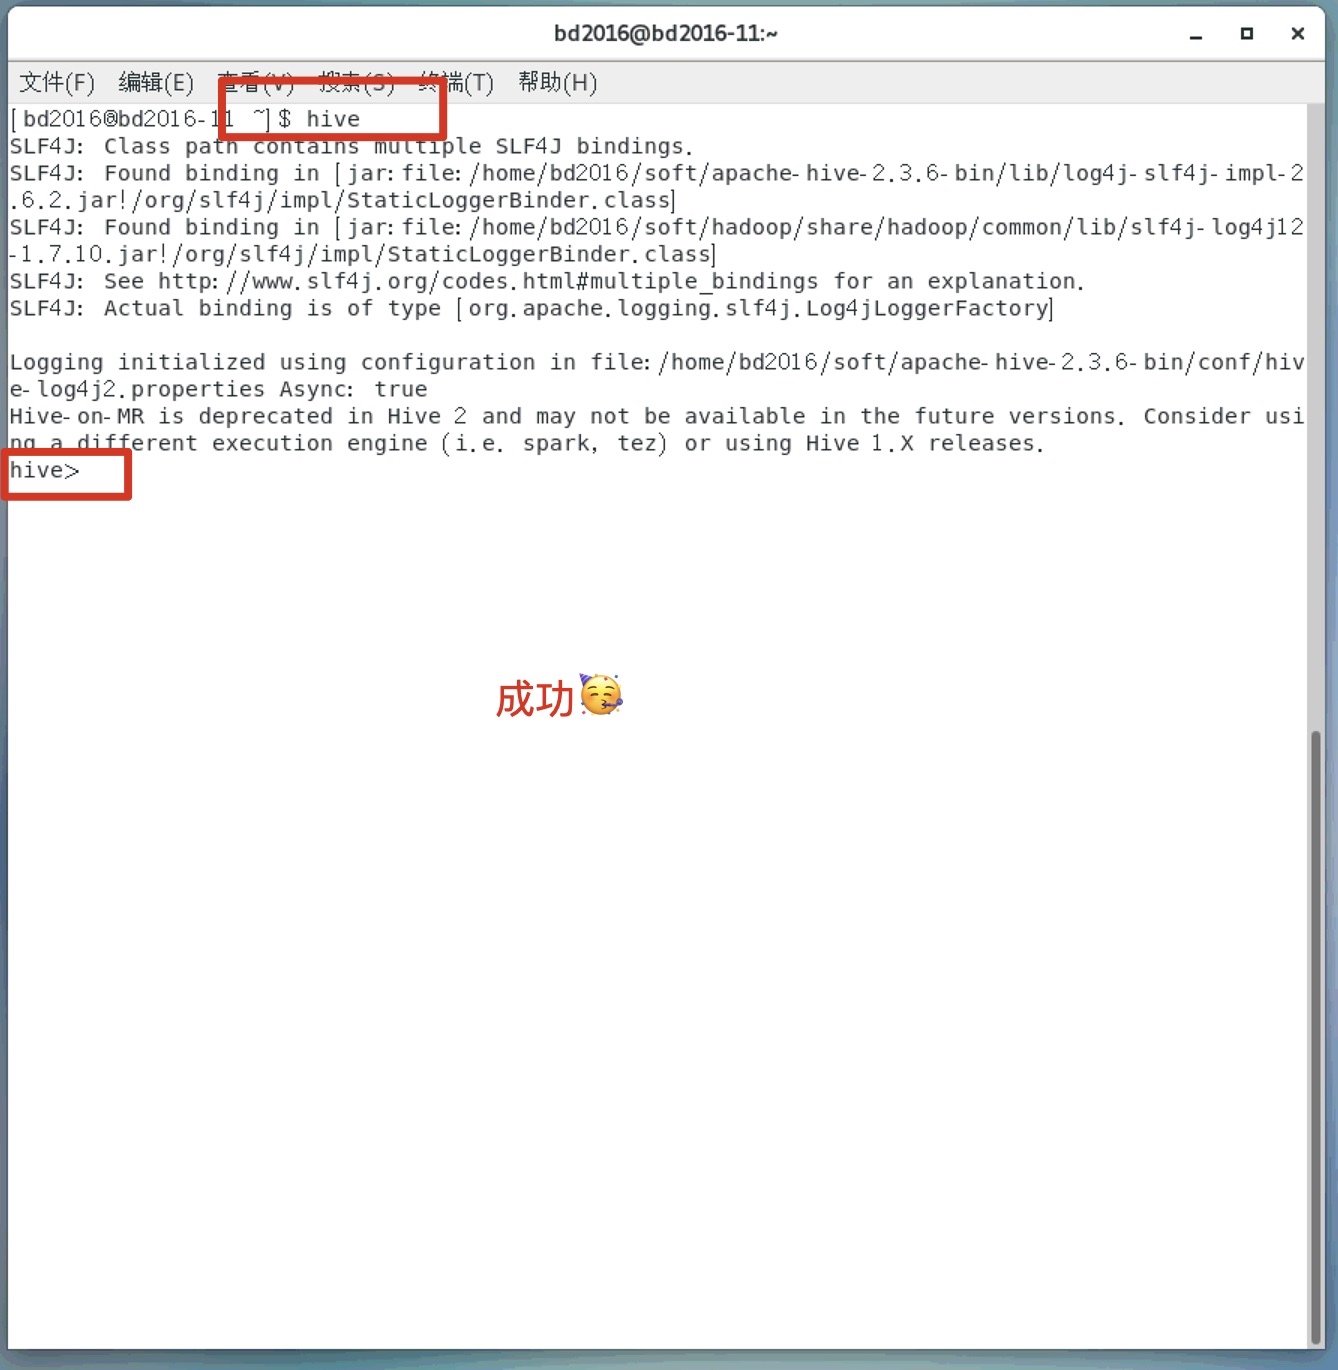 bd2016@bd2016-11:~
文件(F) 编辑(E) 查看(V) 搜索(S) 终端(T) 帮助(H)
[bd2016@bd2016-11 ~]$ hive
SLF4J: Class path contains multiple SLF4J bindings.
SLF4J: Found binding in [jar:file:/home/bd2016/soft/apache-hive-2.3.6-bin/lib/log4j-slf4j-impl-2
.6.2.jar!/org/slf4j/impl/StaticLoggerBinder.class]
SLF4J: Found binding in [jar:file:/home/bd2016/soft/hadoop/share/hadoop/common/lib/slf4j-log4j12
-1.7.10.jar!/org/slf4j/impl/StaticLoggerBinder.class]
SLF4J: See http://www.slf4j.org/codes.html#multiple_bindings for an explanation.
SLF4J: Actual binding is of type [org.apache.logging.slf4j.Log4jLoggerFactory]
Logging initialized using configuration in file:/home/bd2016/soft/apache-hive-2.3.6-bin/conf/hiv
e-log4j2.properties Async: true
Hive-on-MR is deprecated in Hive 2 and may not be available in the future versions. Consider usi
ng a different execution engine (i.e. spark, tez) or using Hive 1.X releases.
hive>
成功🥳